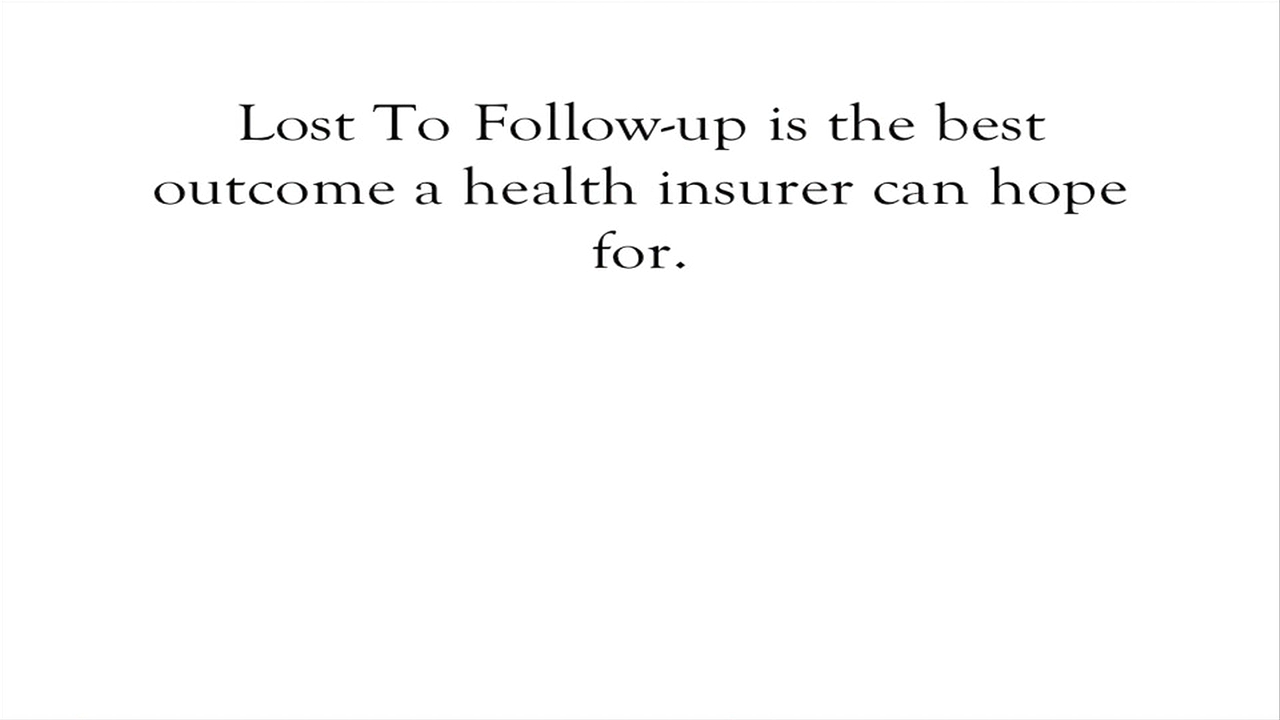 Lost To Follow-up is the best
outcome a health insurer can hope
for.